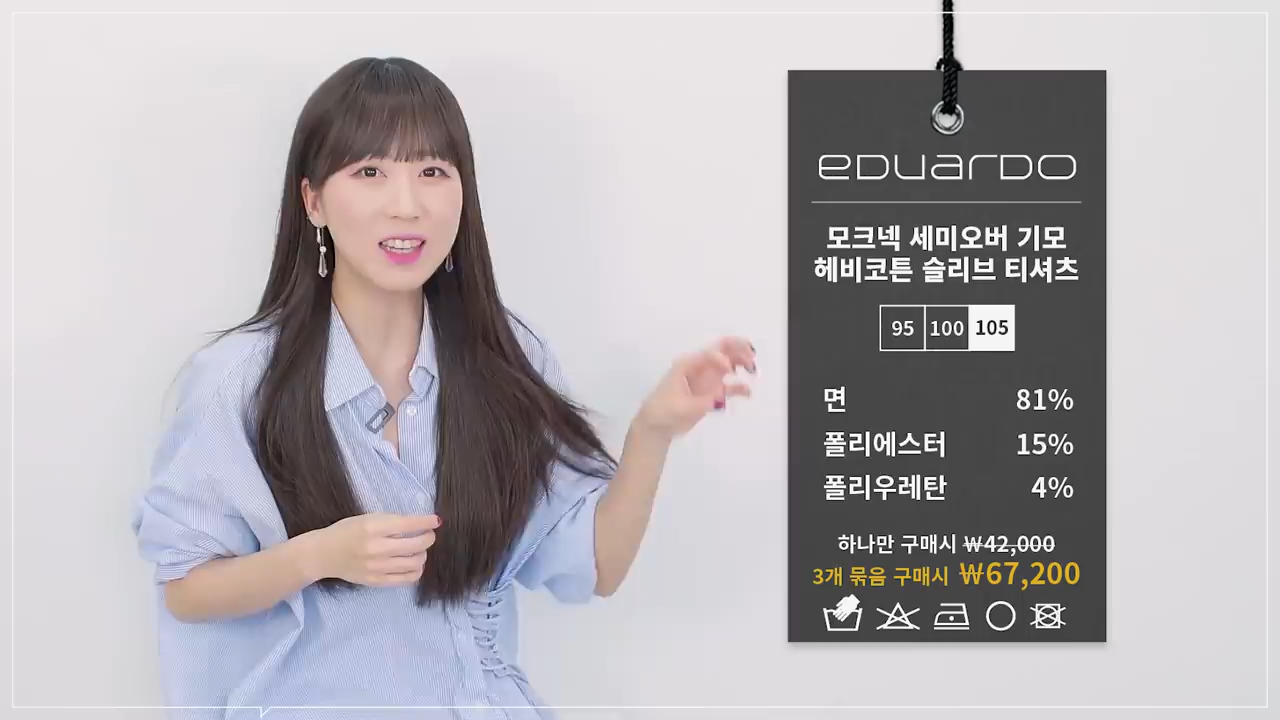 eDUarDO
모크넥 세미오버 기모
헤비코튼 슬리브 티셔츠
95 100 105
면 81%
폴리에스터 15%
폴리우레탄 4%
하나만 구매시 ₩42,000
3개 묶음 구매시 ₩67,200